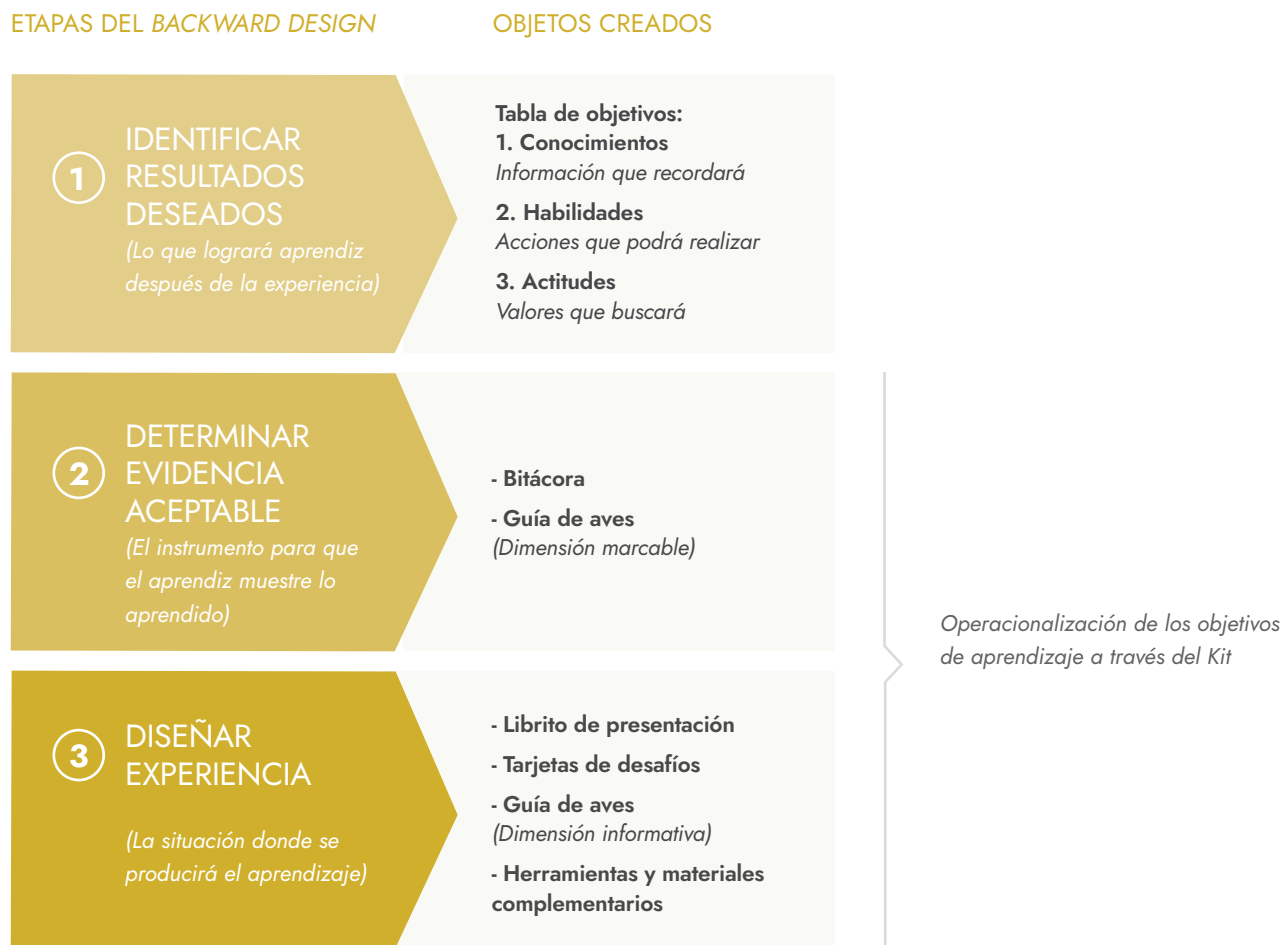 ETAPAS DEL BACKWARD DESIGN
OBJETOS CREADOS
1
IDENTIFICAR
RESULTADOS
DESEADOS
(Lo que logrará aprendiz
después de la experiencia)
Tabla de objetivos:
1. Conocimientos
Información que recordará
2. Habilidades
Acciones que podrá realizar
3. Actitudes
Valores que buscará
2
DETERMINAR
EVIDENCIA
ACEPTABLE
(El instrumento para que
el aprendiz muestre lo
aprendido)
- Bitácora
- Guía de aves
(Dimensión marcable)
3
DISEÑAR
EXPERIENCIA
(La situación donde se
producirá el aprendizaje)
- Librito de presentación
- Tarjetas de desafíos
- Guía de aves
(Dimensión informativa)
- Herramientas y materiales
complementarios
Operacionalización de los objetivos
de aprendizaje a través del Kit